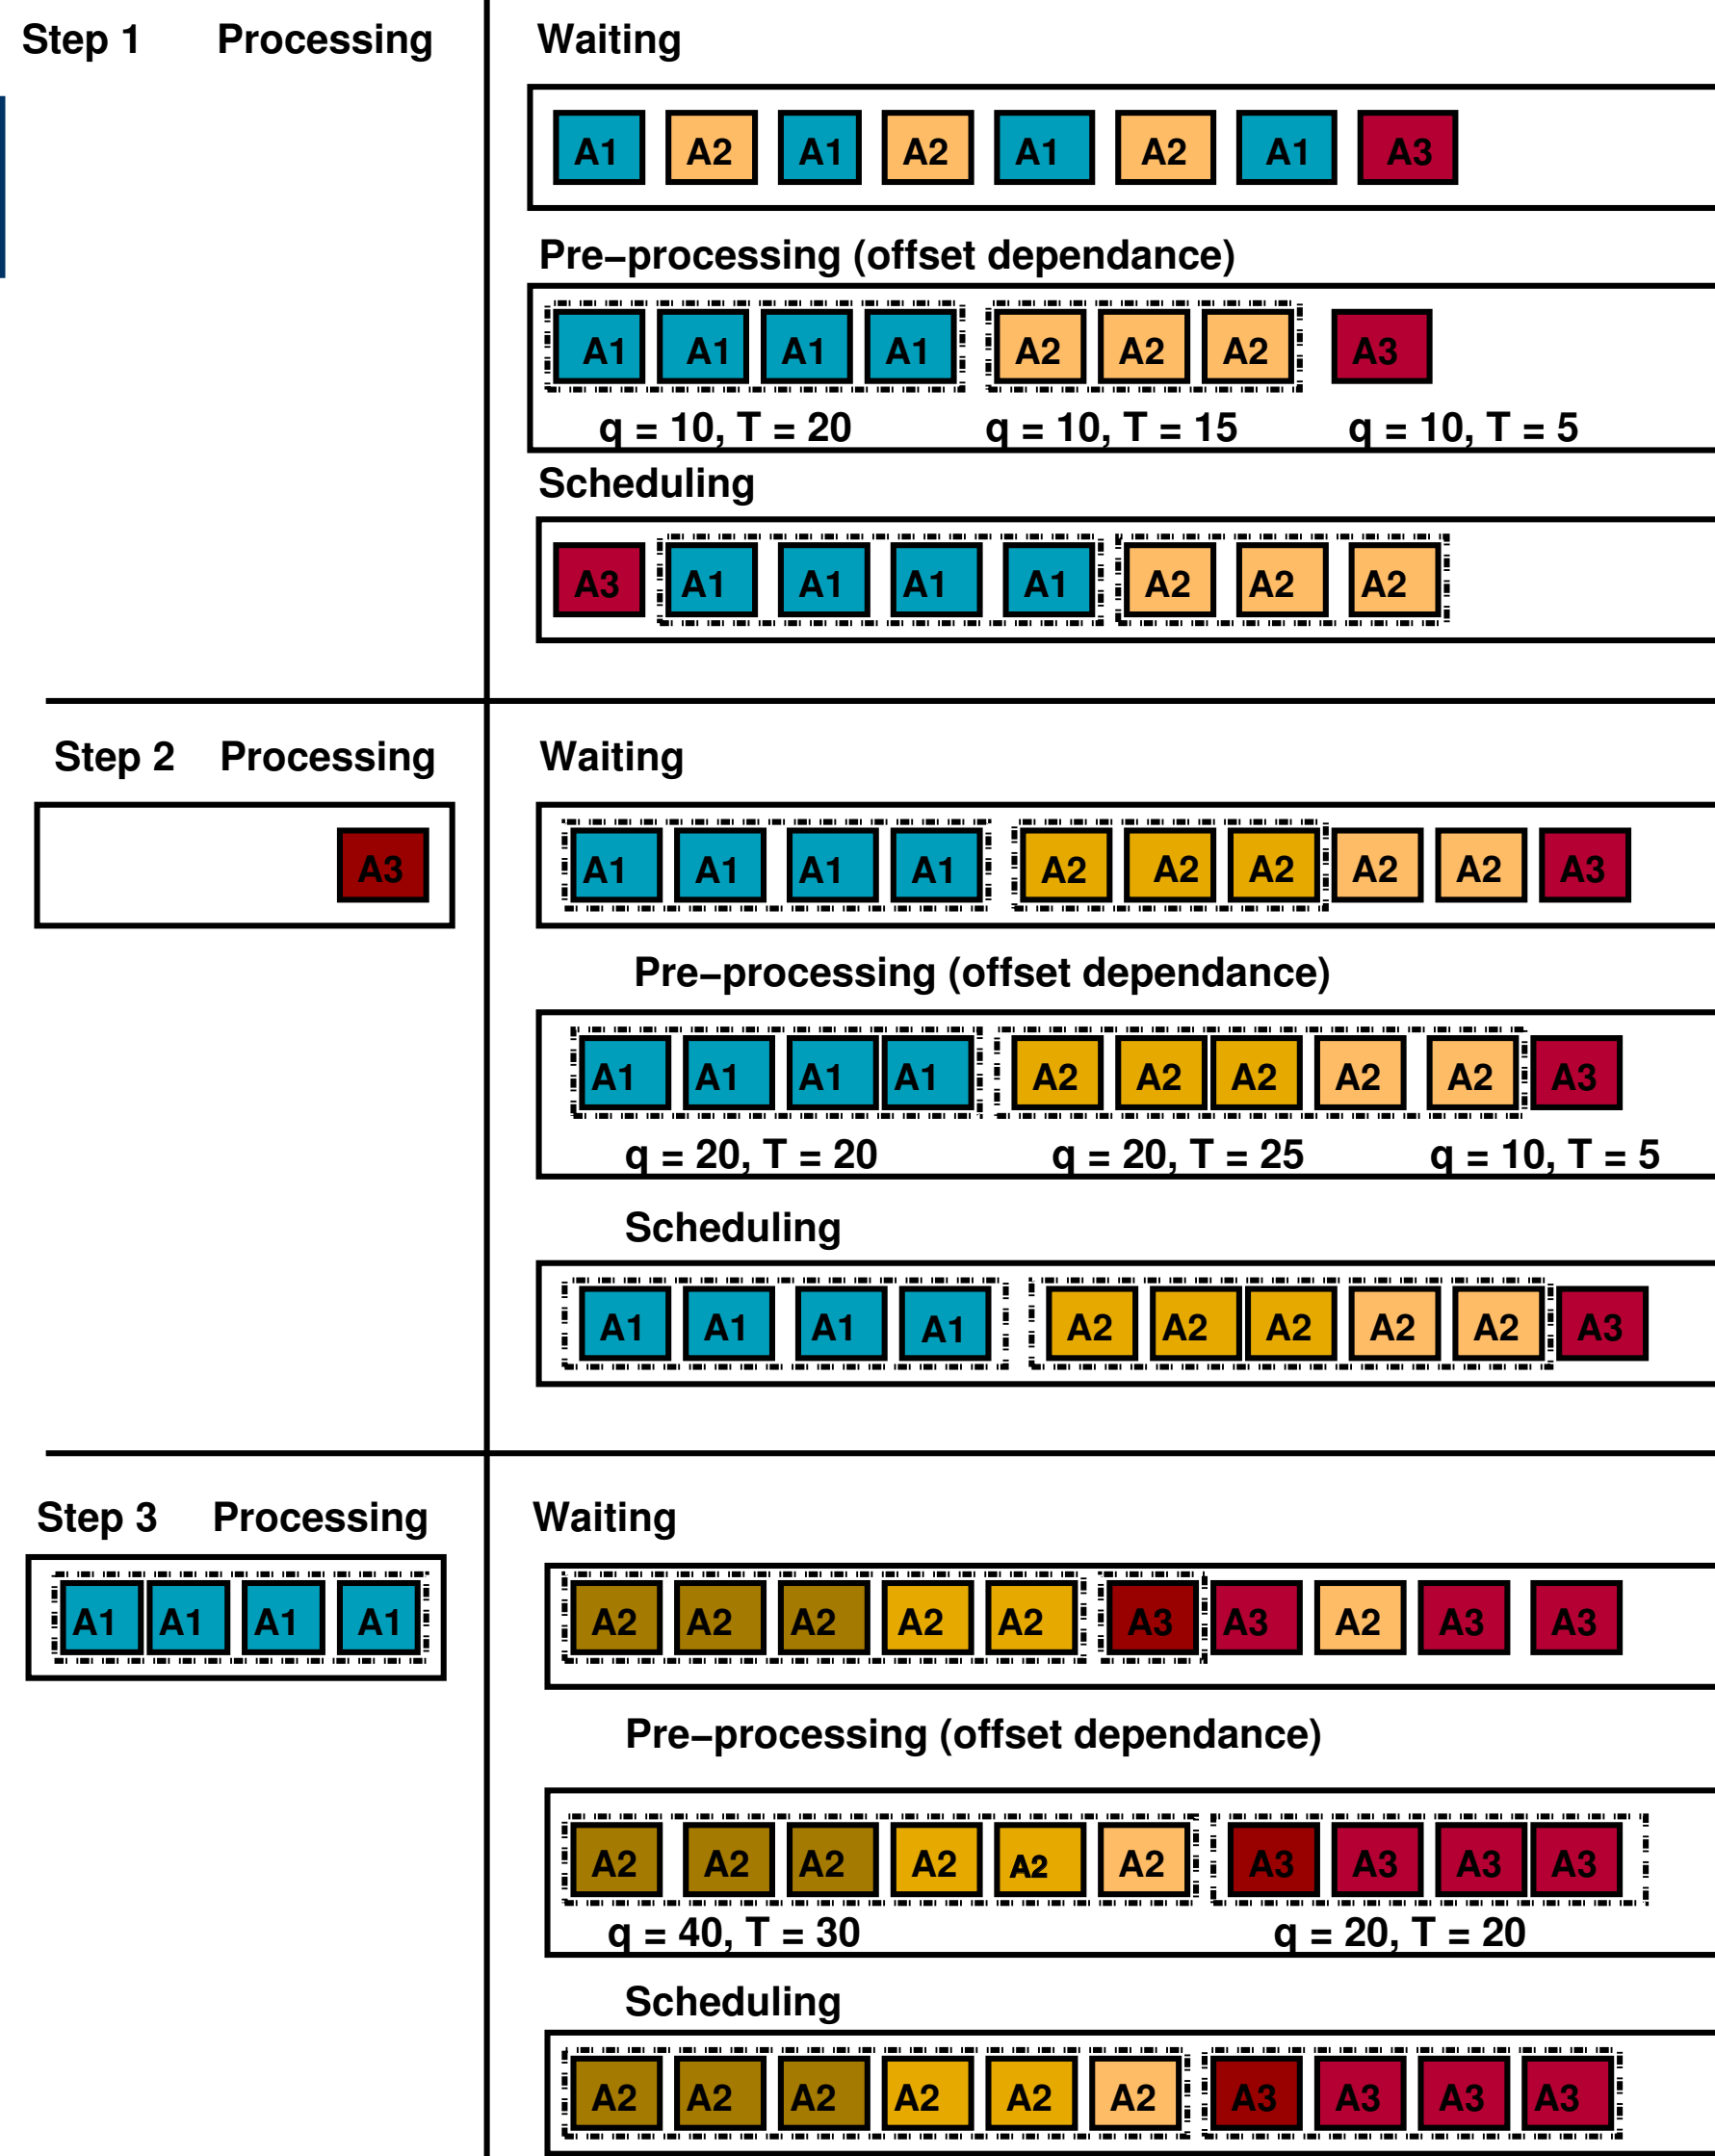 Step 1 Processing Waiting
A1 A2 A1 A2 A1 A2 A1 A3
Pre–processing (offset dependance)
A1 A1 A1 A1 A2 A2 A2 A3
q = 10, T = 20 q = 10, T = 15 q = 10, T = 5
Scheduling
A3 A1 A1 A1 A1 A2 A2 A2
Step 2 Processing Waiting
A3 A1 A1 A1 A1 A2 A2 A2 A2 A2 A3
Pre–processing (offset dependance)
A1 A1 A1 A1 A2 A2 A2 A2 A2 A3
q = 20, T = 20 q = 20, T = 25 q = 10, T = 5
Scheduling
A1 A1 A1 A1 A2 A2 A2 A2 A2 A3
Step 3 Processing Waiting
A1 A1 A1 A1 A2 A2 A2 A2 A2 A3 A3 A2 A3 A3
Pre–processing (offset dependance)
A2 A2 A2 A2 A2 A2 A3 A3 A3 A3
q = 40, T = 30 q = 20, T = 20
Scheduling
A2 A2 A2 A2 A2 A2 A3 A3 A3 A3